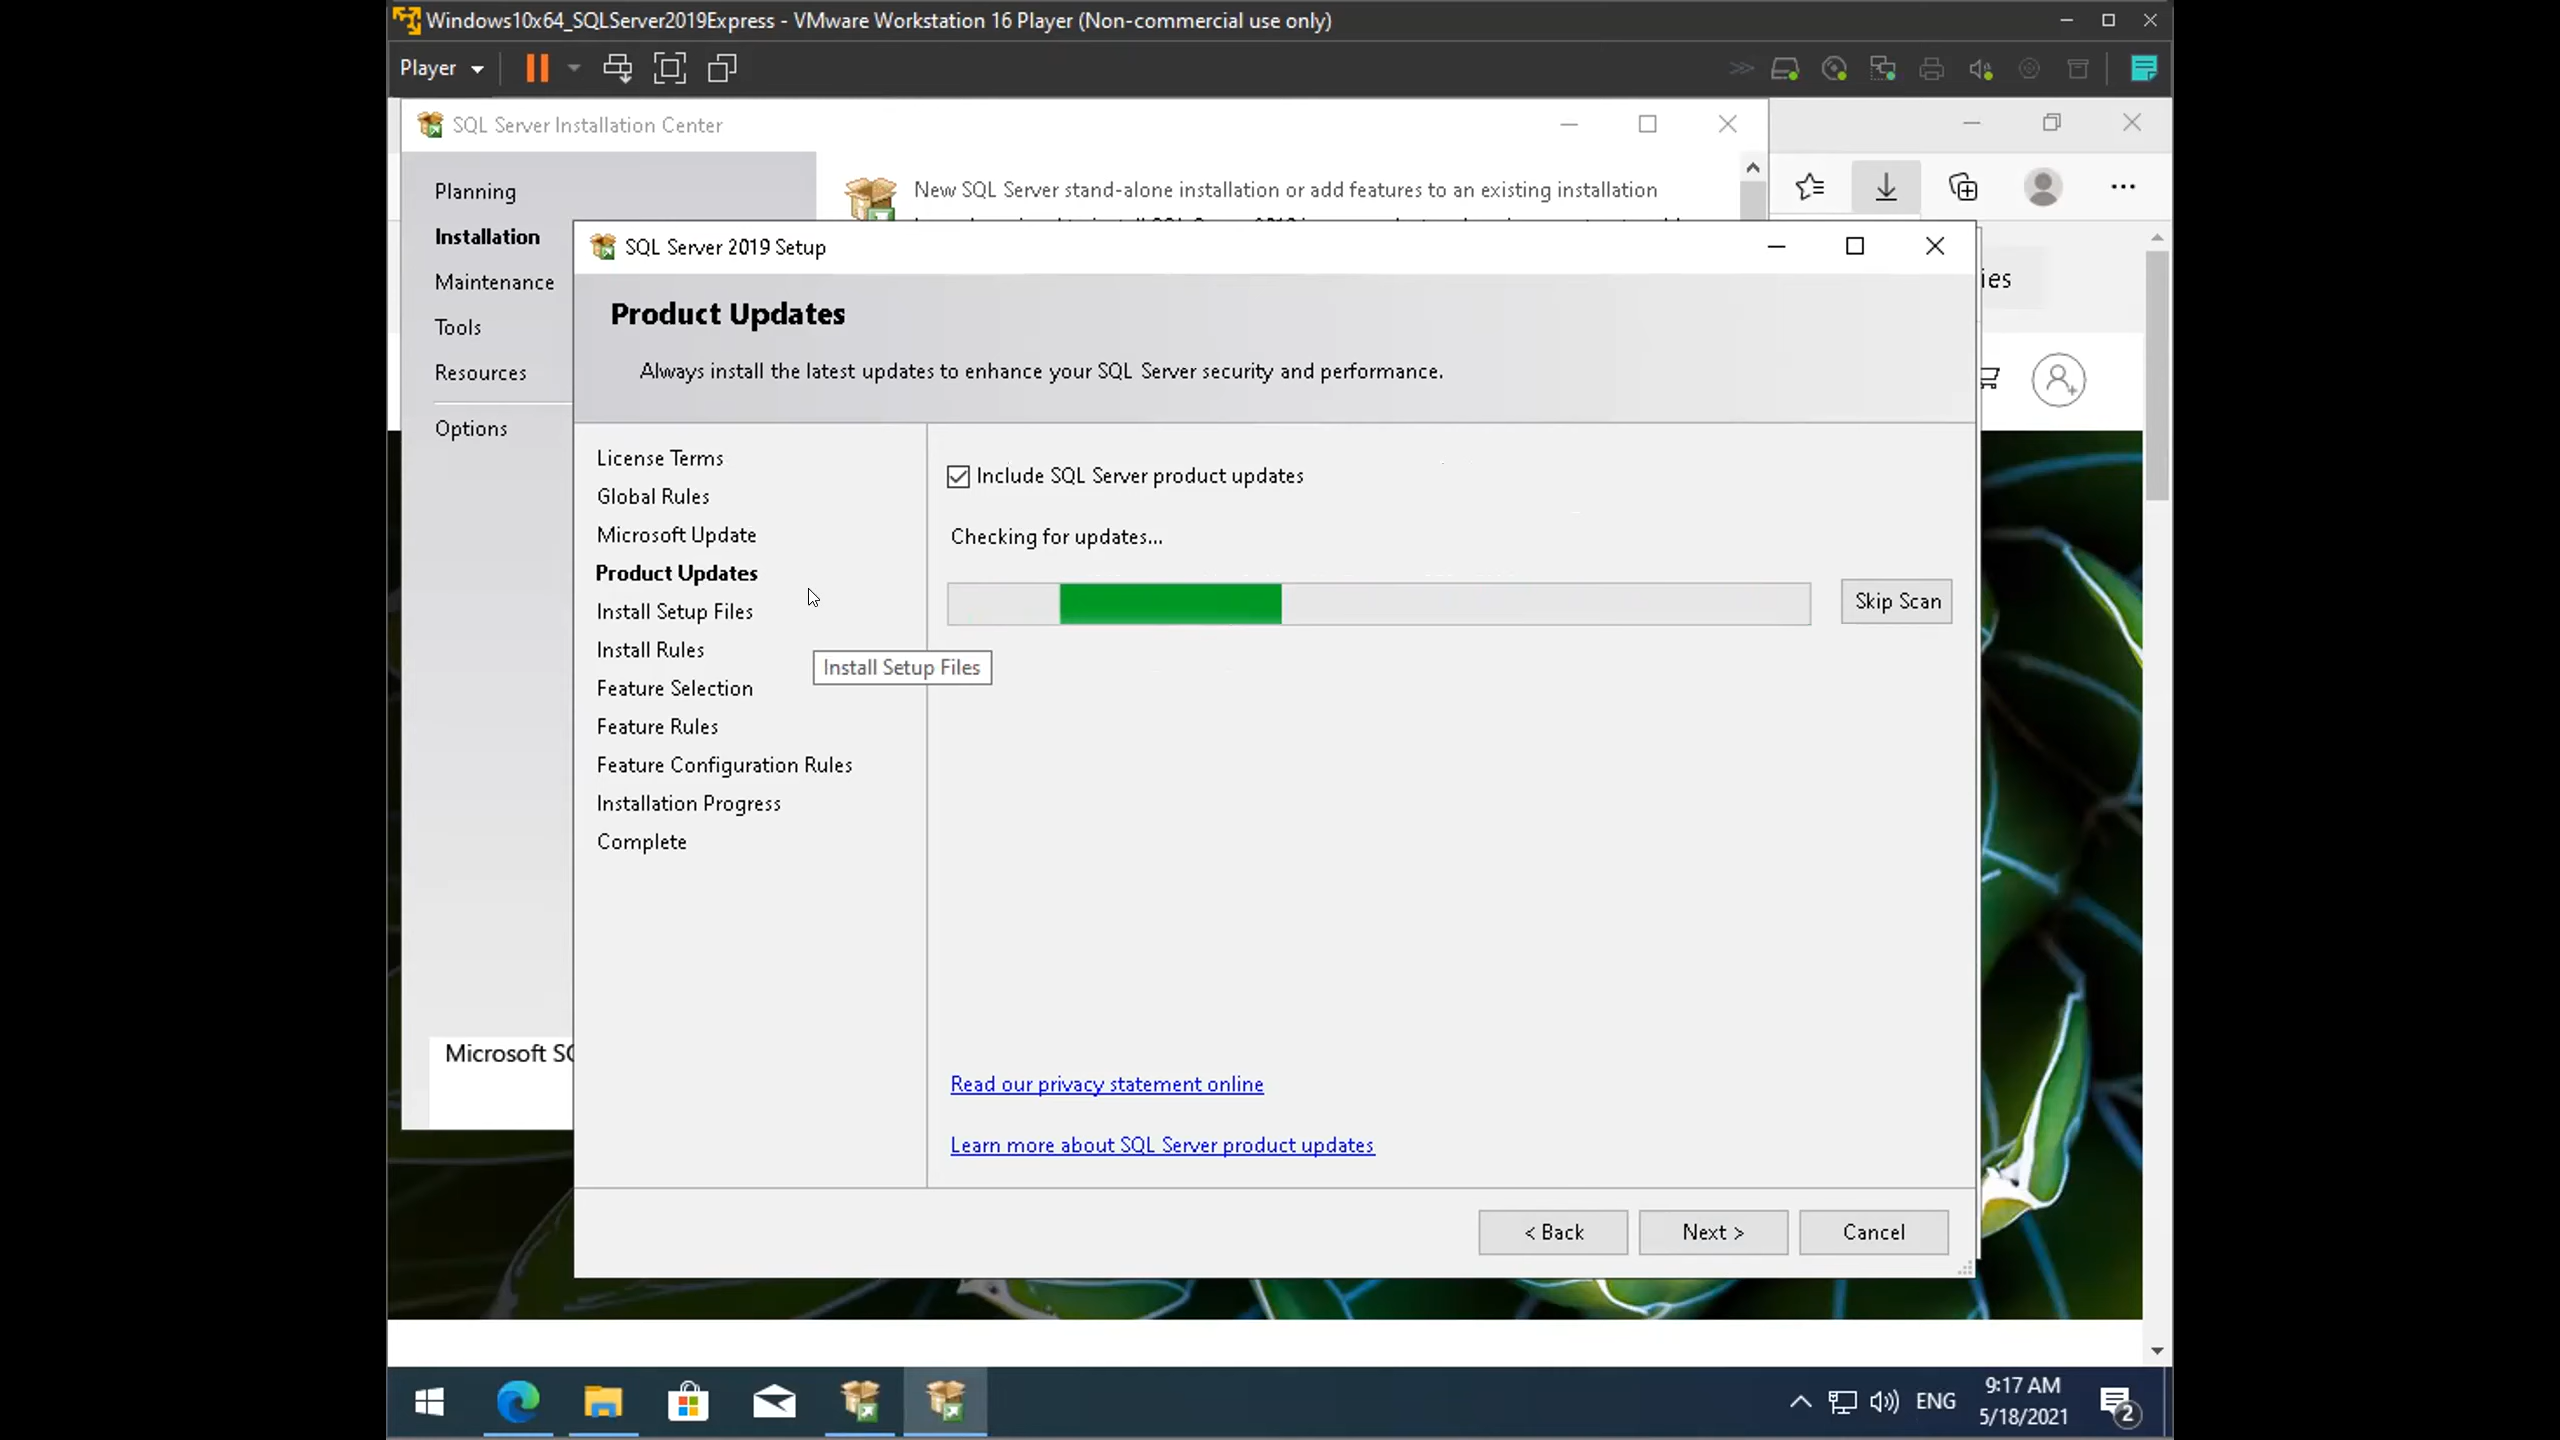 Windows10x64_SQLServer2019Express - VMware Workstation 16 Player (Non-commercial use only)
Player
SQL Server Installation Center
Planning
Installation
Maintenance
Tools
Resources
Options
New SQL Server stand-alone installation or add features to an existing installation
SQL Server 2019 Setup
ies
Product Updates
Always install the latest updates to enhance your SQL Server security and performance.
License Terms
Global Rules
Microsoft Update
Product Updates
Install Setup Files
Install Rules
Feature Selection
Feature Rules
Feature Configuration Rules
Installation Progress
Complete
Install Setup Files
Include SQL Server product updates
Checking for updates...
Skip Scan
Microsoft SQ
Read our privacy statement online
Learn more about SQL Server product updates
< Back
Next >
Cancel
ENG
9:17 AM
5/18/2021
2